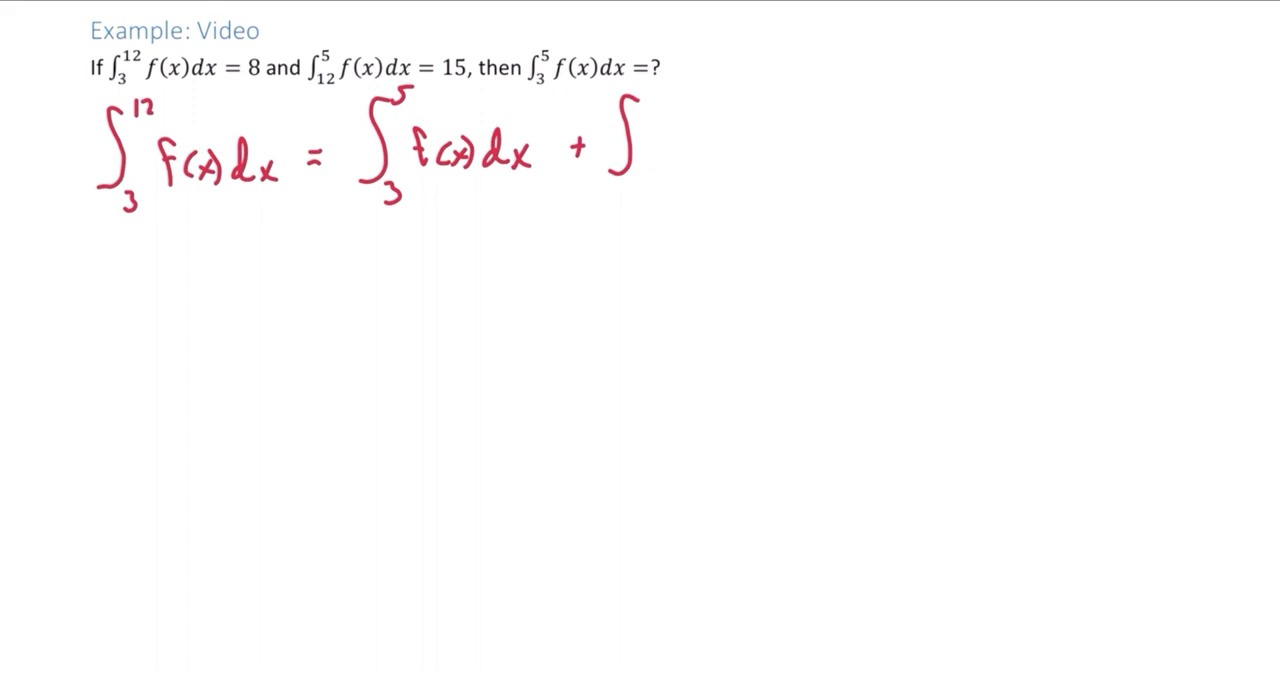 Example: Video
If ∫₃¹² f(x)dx = 8 and ∫₁₂⁵ f(x)dx = 15, then ∫₃⁵ f(x)dx =?
∫₃¹² f(x)dx = ∫₃⁵ f(x)dx + ∫